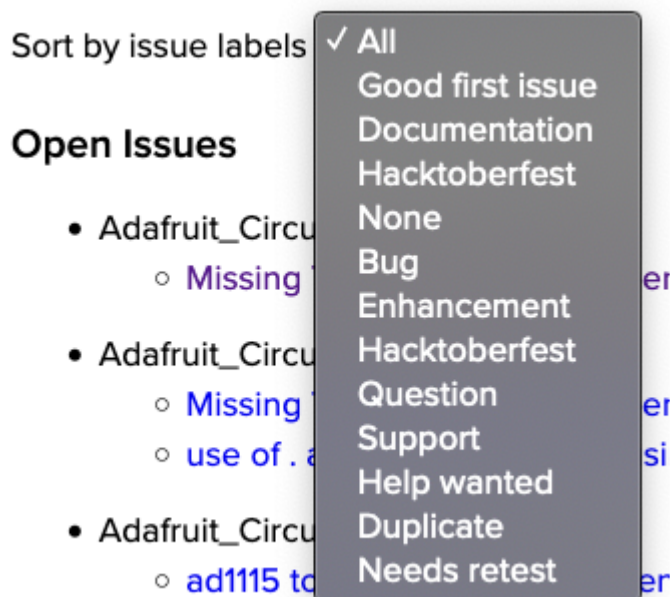 Sort by issue labels
✓ All
Good first issue
Documentation
Hacktoberfest
None
Bug
Enhancement
Hacktoberfest
Question
Support
Help wanted
Duplicate
Needs retest
Open Issues
Adafruit_Circu
Missing
Adafruit_Circu
Missing
use of .
Adafruit_Circu
ad1115 to